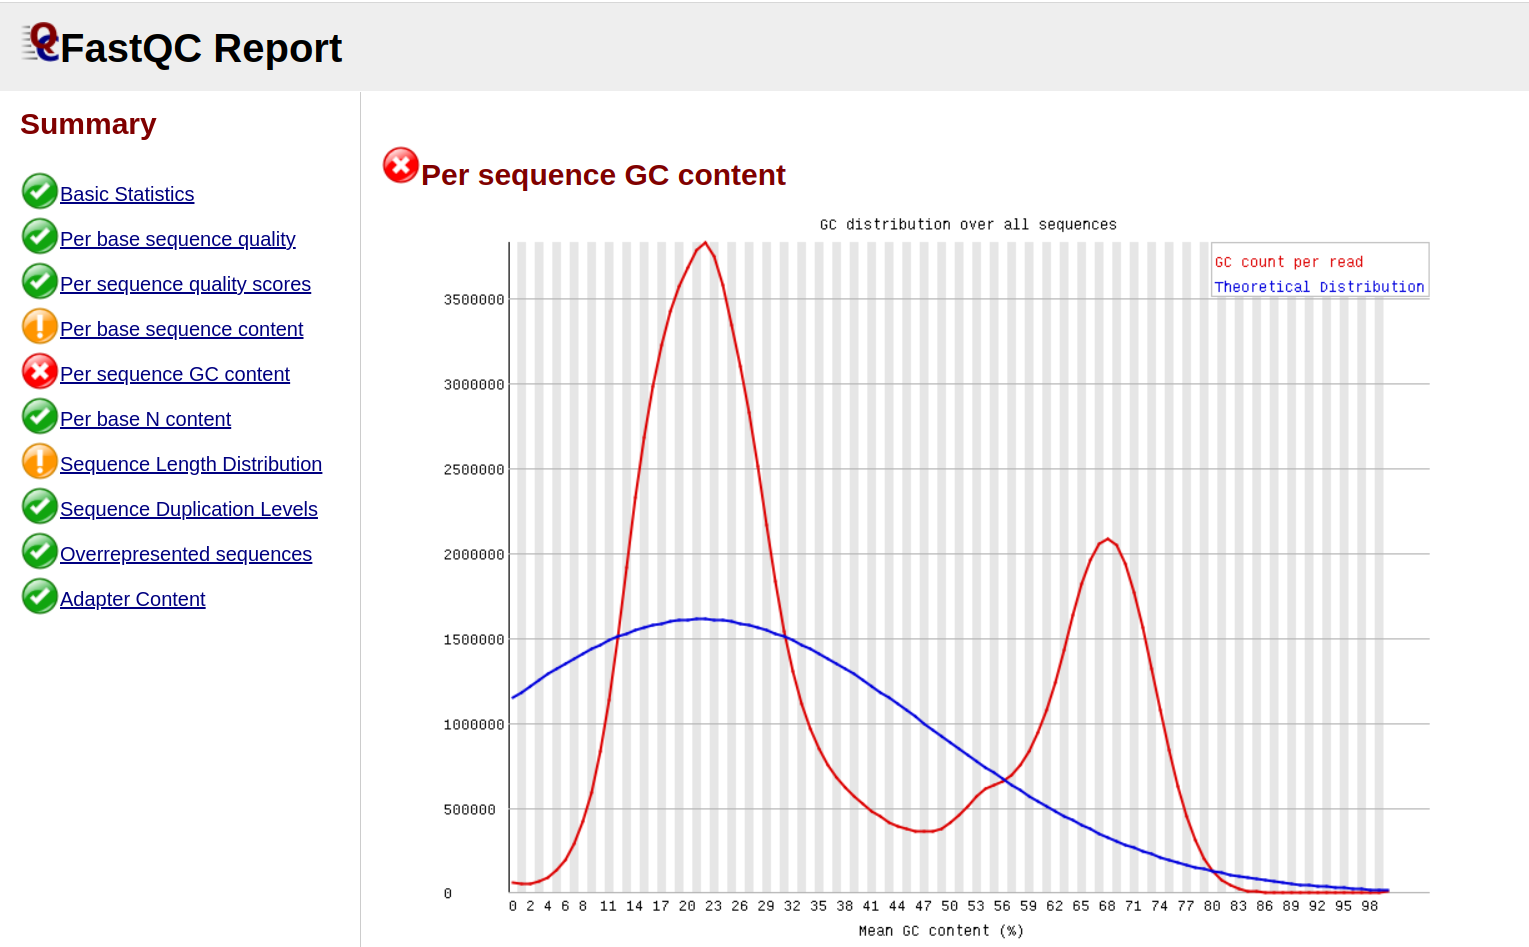 FastQC Report
Summary
Basic Statistics
Per base sequence quality
Per sequence quality scores
Per base sequence content
Per sequence GC content
Per base N content
Sequence Length Distribution
Sequence Duplication Levels
Overrepresented sequences
Adapter Content
Per sequence GC content
GC distribution over all sequences
GC count per read
Theoretical Distribution
3500000
3000000
2500000
2000000
1500000
1000000
500000
0
0 2 4 6 8 11 14 17 20 23 26 29 32 35 38 41 44 47 50 53 56 59 62 65 68 71 74 77 80 83 86 89 92 95 98
Mean GC content (%)